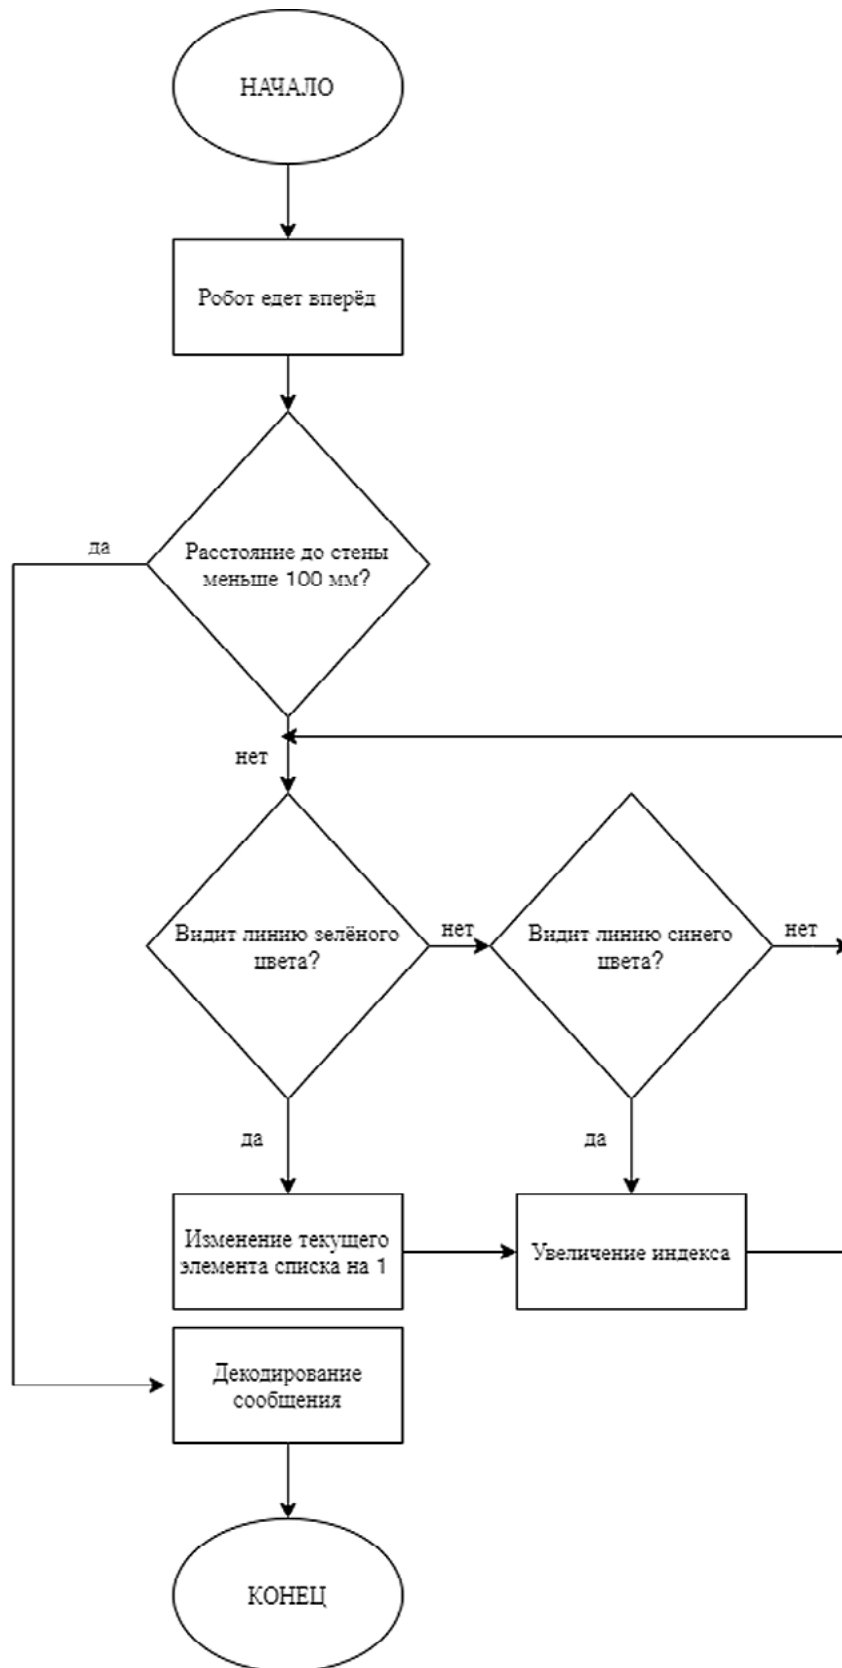 НАЧАЛО
Робот едет вперёд
да
Расстояние до стены
меньше 100 мм?
нет
Видит линию зелёного
цвета?
нет
Видит линию синего
цвета?
нет
да
да
Изменение текущего
элемента списка на 1
Увеличение индекса
Декодирование
сообщения
КОНЕЦ